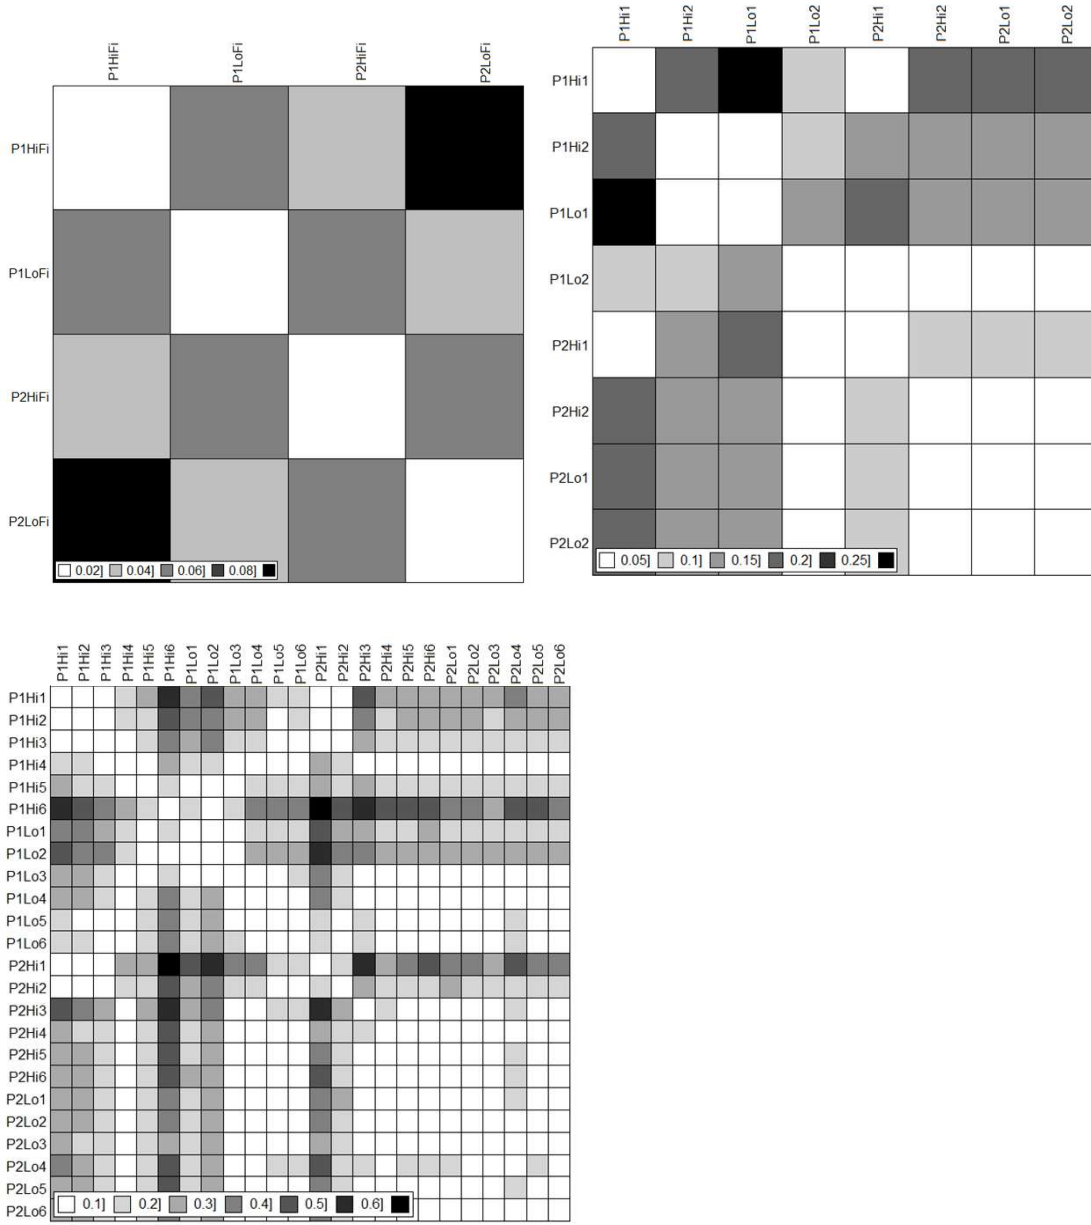 P1HiFi
P1LoFi
P2HiFi
P2LoFi
P1HiFi
P1LoFi
P2HiFi
P2LoFi
0.02] 0.04] 0.06] 0.08]
P1Hi1
P1Hi2
P1Lo1
P1Lo2
P2Hi1
P2Hi2
P2Lo1
P2Lo2
P1Hi1
P1Hi2
P1Lo1
P1Lo2
P2Hi1
P2Hi2
P2Lo1
P2Lo2
0.05] 0.1] 0.15] 0.2] 0.25]
P1Hi1
P1Hi2
P1Hi3
P1Hi4
P1Hi5
P1Hi6
P1Lo1
P1Lo2
P1Lo3
P1Lo4
P1Lo5
P1Lo6
P2Hi1
P2Hi2
P2Hi3
P2Hi4
P2Hi5
P2Hi6
P2Lo1
P2Lo2
P2Lo3
P2Lo4
P2Lo5
P2Lo6
P1Hi1
P1Hi2
P1Hi3
P1Hi4
P1Hi5
P1Hi6
P1Lo1
P1Lo2
P1Lo3
P1Lo4
P1Lo5
P1Lo6
P2Hi1
P2Hi2
P2Hi3
P2Hi4
P2Hi5
P2Hi6
P2Lo1
P2Lo2
P2Lo3
P2Lo4
P2Lo5
P2Lo6
0.1] 0.2] 0.3] 0.4] 0.5] 0.6]